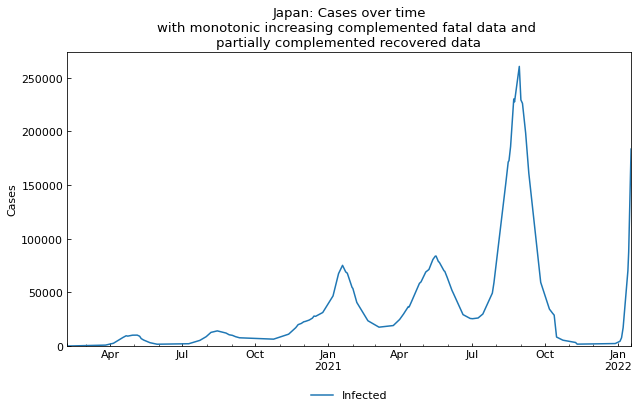 Japan: Cases over time
with monotonic increasing complemented fatal data and
partially complemented recovered data
Cases
250000
200000
150000
100000
50000
0
Apr Jul Oct Jan Apr Jul Oct Jan
2021 2022
Infected